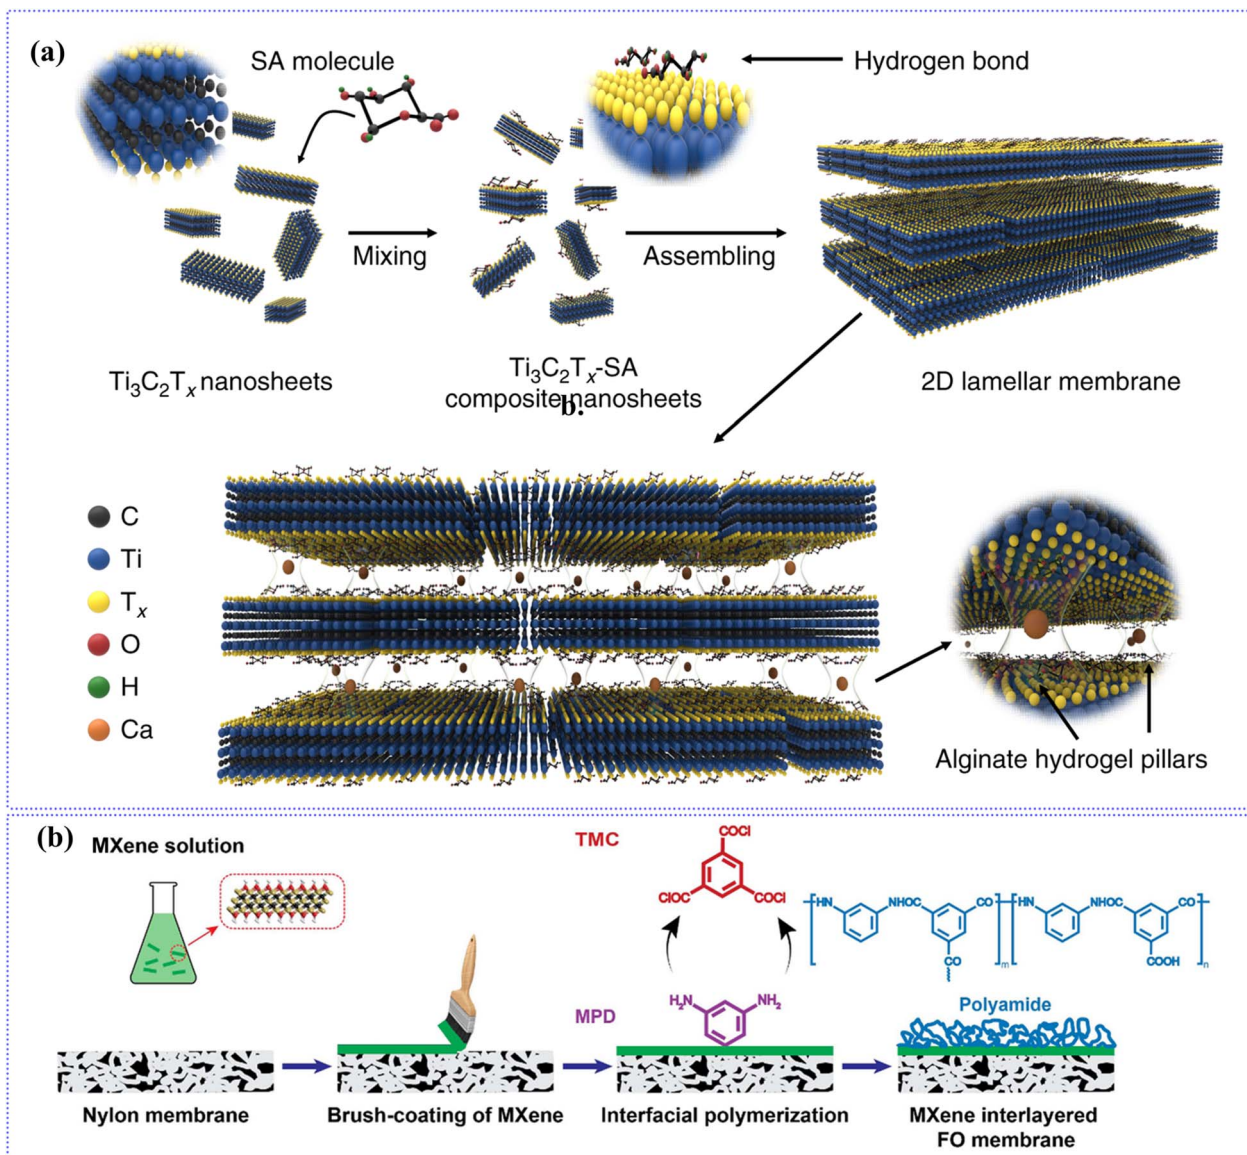 (a)
SA molecule
Hydrogen bond
Mixing
Assembling
Ti₃C₂Tₓ nanosheets
Ti₃C₂Tₓ-SA
composite nanosheets
b.
2D lamellar membrane
C
Ti
Tₓ
O
H
Ca
Alginate hydrogel pillars
(b)
MXene solution
TMC
COCl
ClOC
COCl
HN
NHCO
CO
CO
m
HN
NHCO
CO
COOH
n
MPD
H₂N
NH₂
Polyamide
Nylon membrane
Brush-coating of MXene
Interfacial polymerization
MXene interlayered
FO membrane